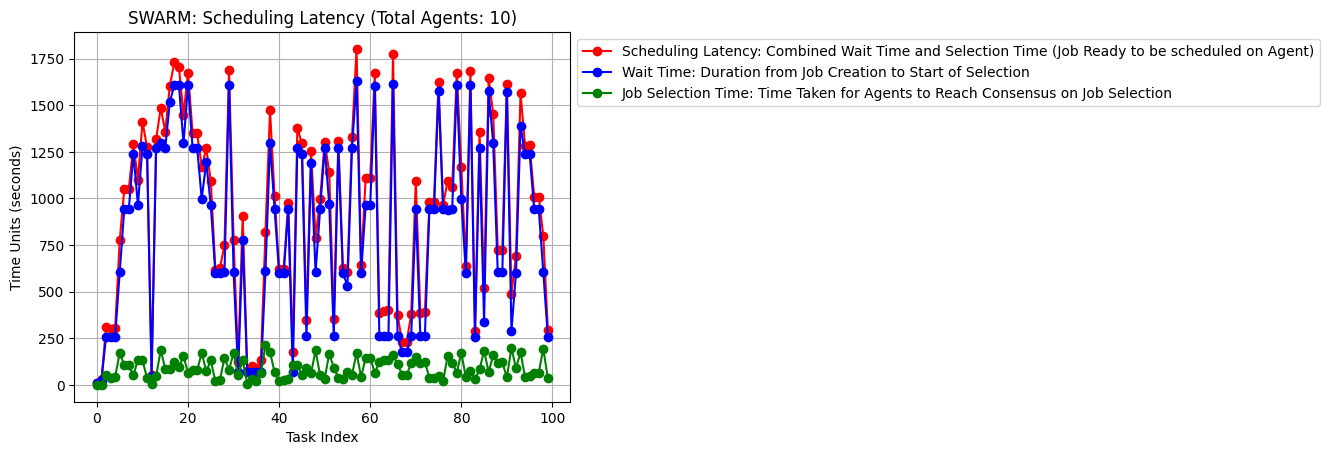 SWARM: Scheduling Latency (Total Agents: 10)
Scheduling Latency: Combined Wait Time and Selection Time (Job Ready to be scheduled on Agent)
Wait Time: Duration from Job Creation to Start of Selection
Job Selection Time: Time Taken for Agents to Reach Consensus on Job Selection
Time Units (seconds)
1750
1500
1250
1000
750
500
250
0
0 20 40 60 80 100
Task Index